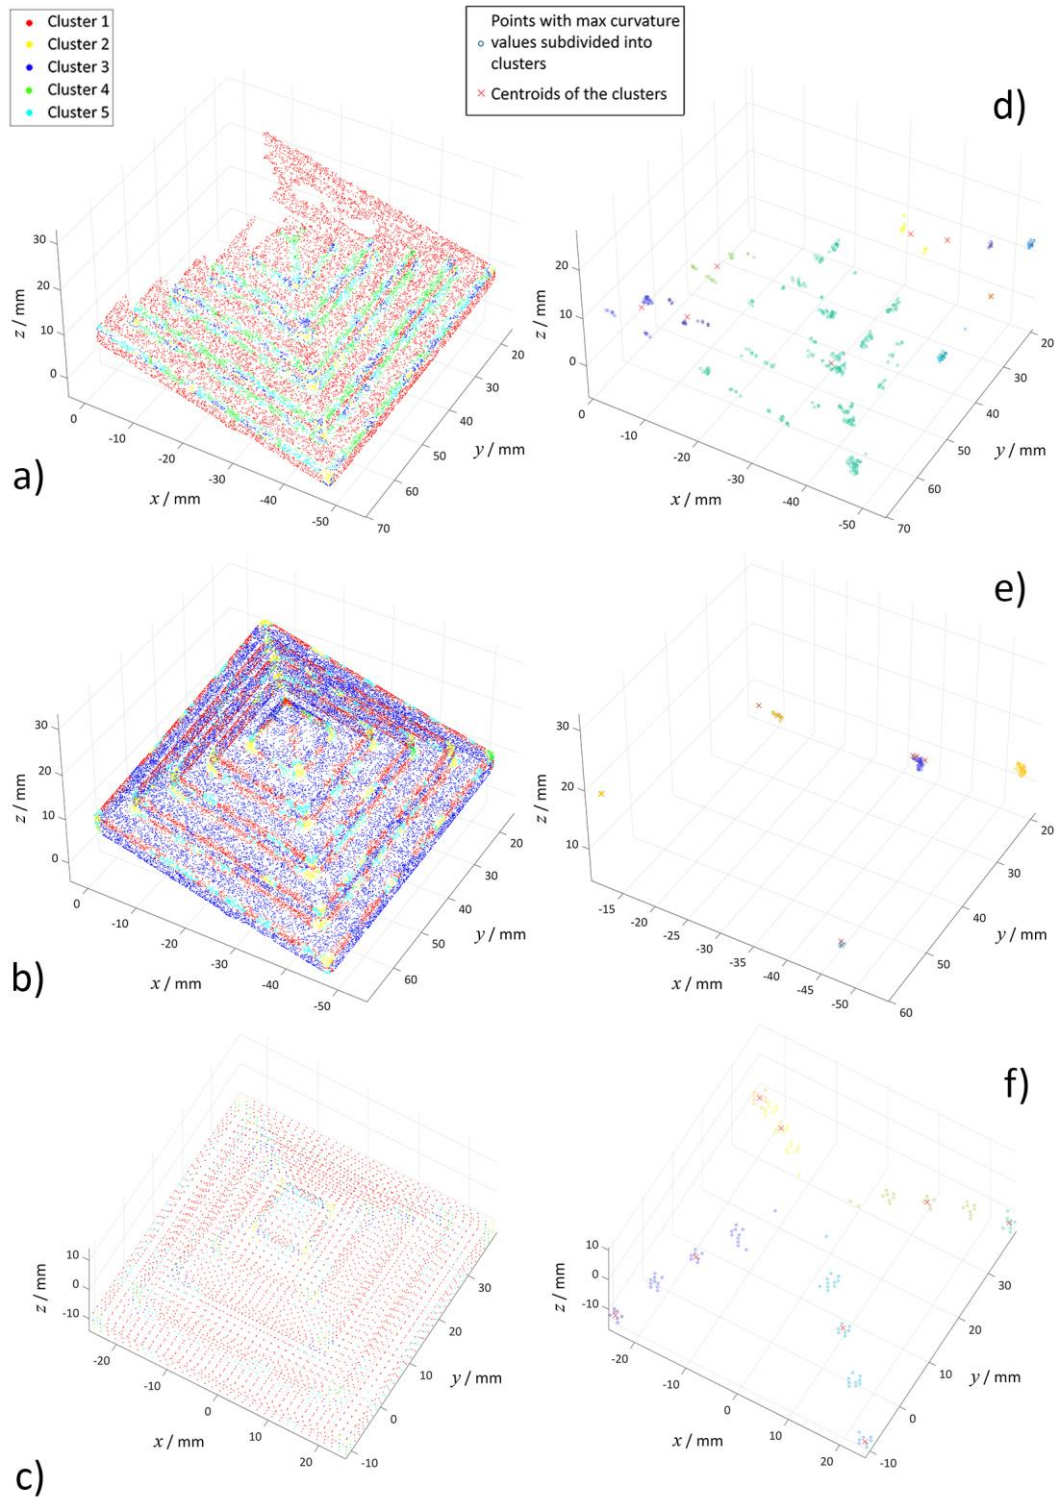 Cluster 1
Cluster 2
Cluster 3
Cluster 4
Cluster 5
Points with max curvature
values subdivided into
clusters
Centroids of the clusters
d)
30
20
10
0
z / mm
0
-10
-20
-30
-40
-50
x / mm
20
30
40
50
60
70
y / mm
a)
20
10
0
z / mm
0
-10
-20
-30
-40
-50
x / mm
20
30
40
50
60
70
y / mm
e)
30
20
10
0
z / mm
0
-10
-20
-30
-40
-50
x / mm
20
30
40
50
60
y / mm
b)
30
20
10
z / mm
-15
-20
-25
-30
-35
-40
-45
-50
x / mm
20
30
40
50
60
y / mm
f)
10
0
-10
z / mm
-20
-10
0
10
20
x / mm
30
20
10
0
-10
y / mm
c)
10
0
-10
z / mm
-20
-10
0
10
20
x / mm
30
20
10
0
-10
y / mm